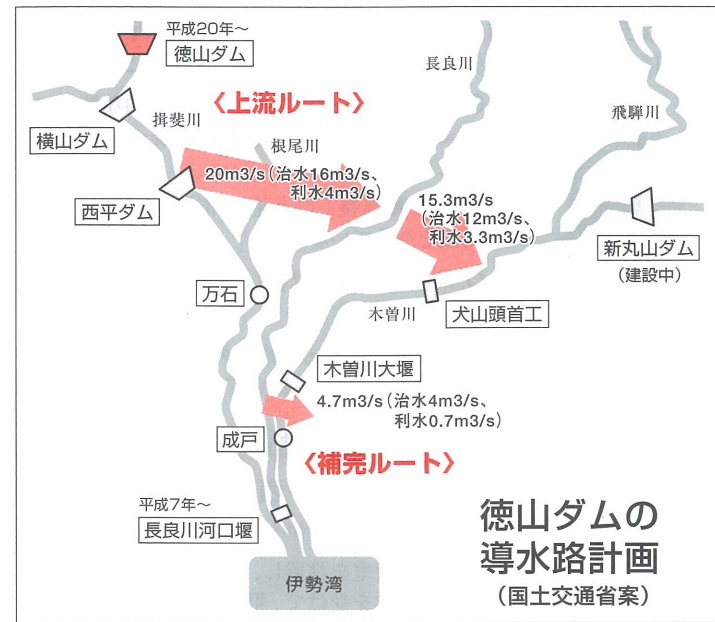 平成20年～
徳山ダム
〈上流ルート〉
長良川
飛騨川
横山ダム
揖斐川
根尾川
20m3/s（治水16m3/s、
利水4m3/s）
西平ダム
15.3m3/s
（治水12m3/s、
利水3.3m3/s）
新丸山ダム
（建設中）
万石
木曽川
犬山頭首工
木曽川大堰
4.7m3/s（治水4m3/s、
利水0.7m3/s）
成戸
〈補完ルート〉
平成7年～
長良川河口堰
伊勢湾
徳山ダムの
導水路計画
（国土交通省案）